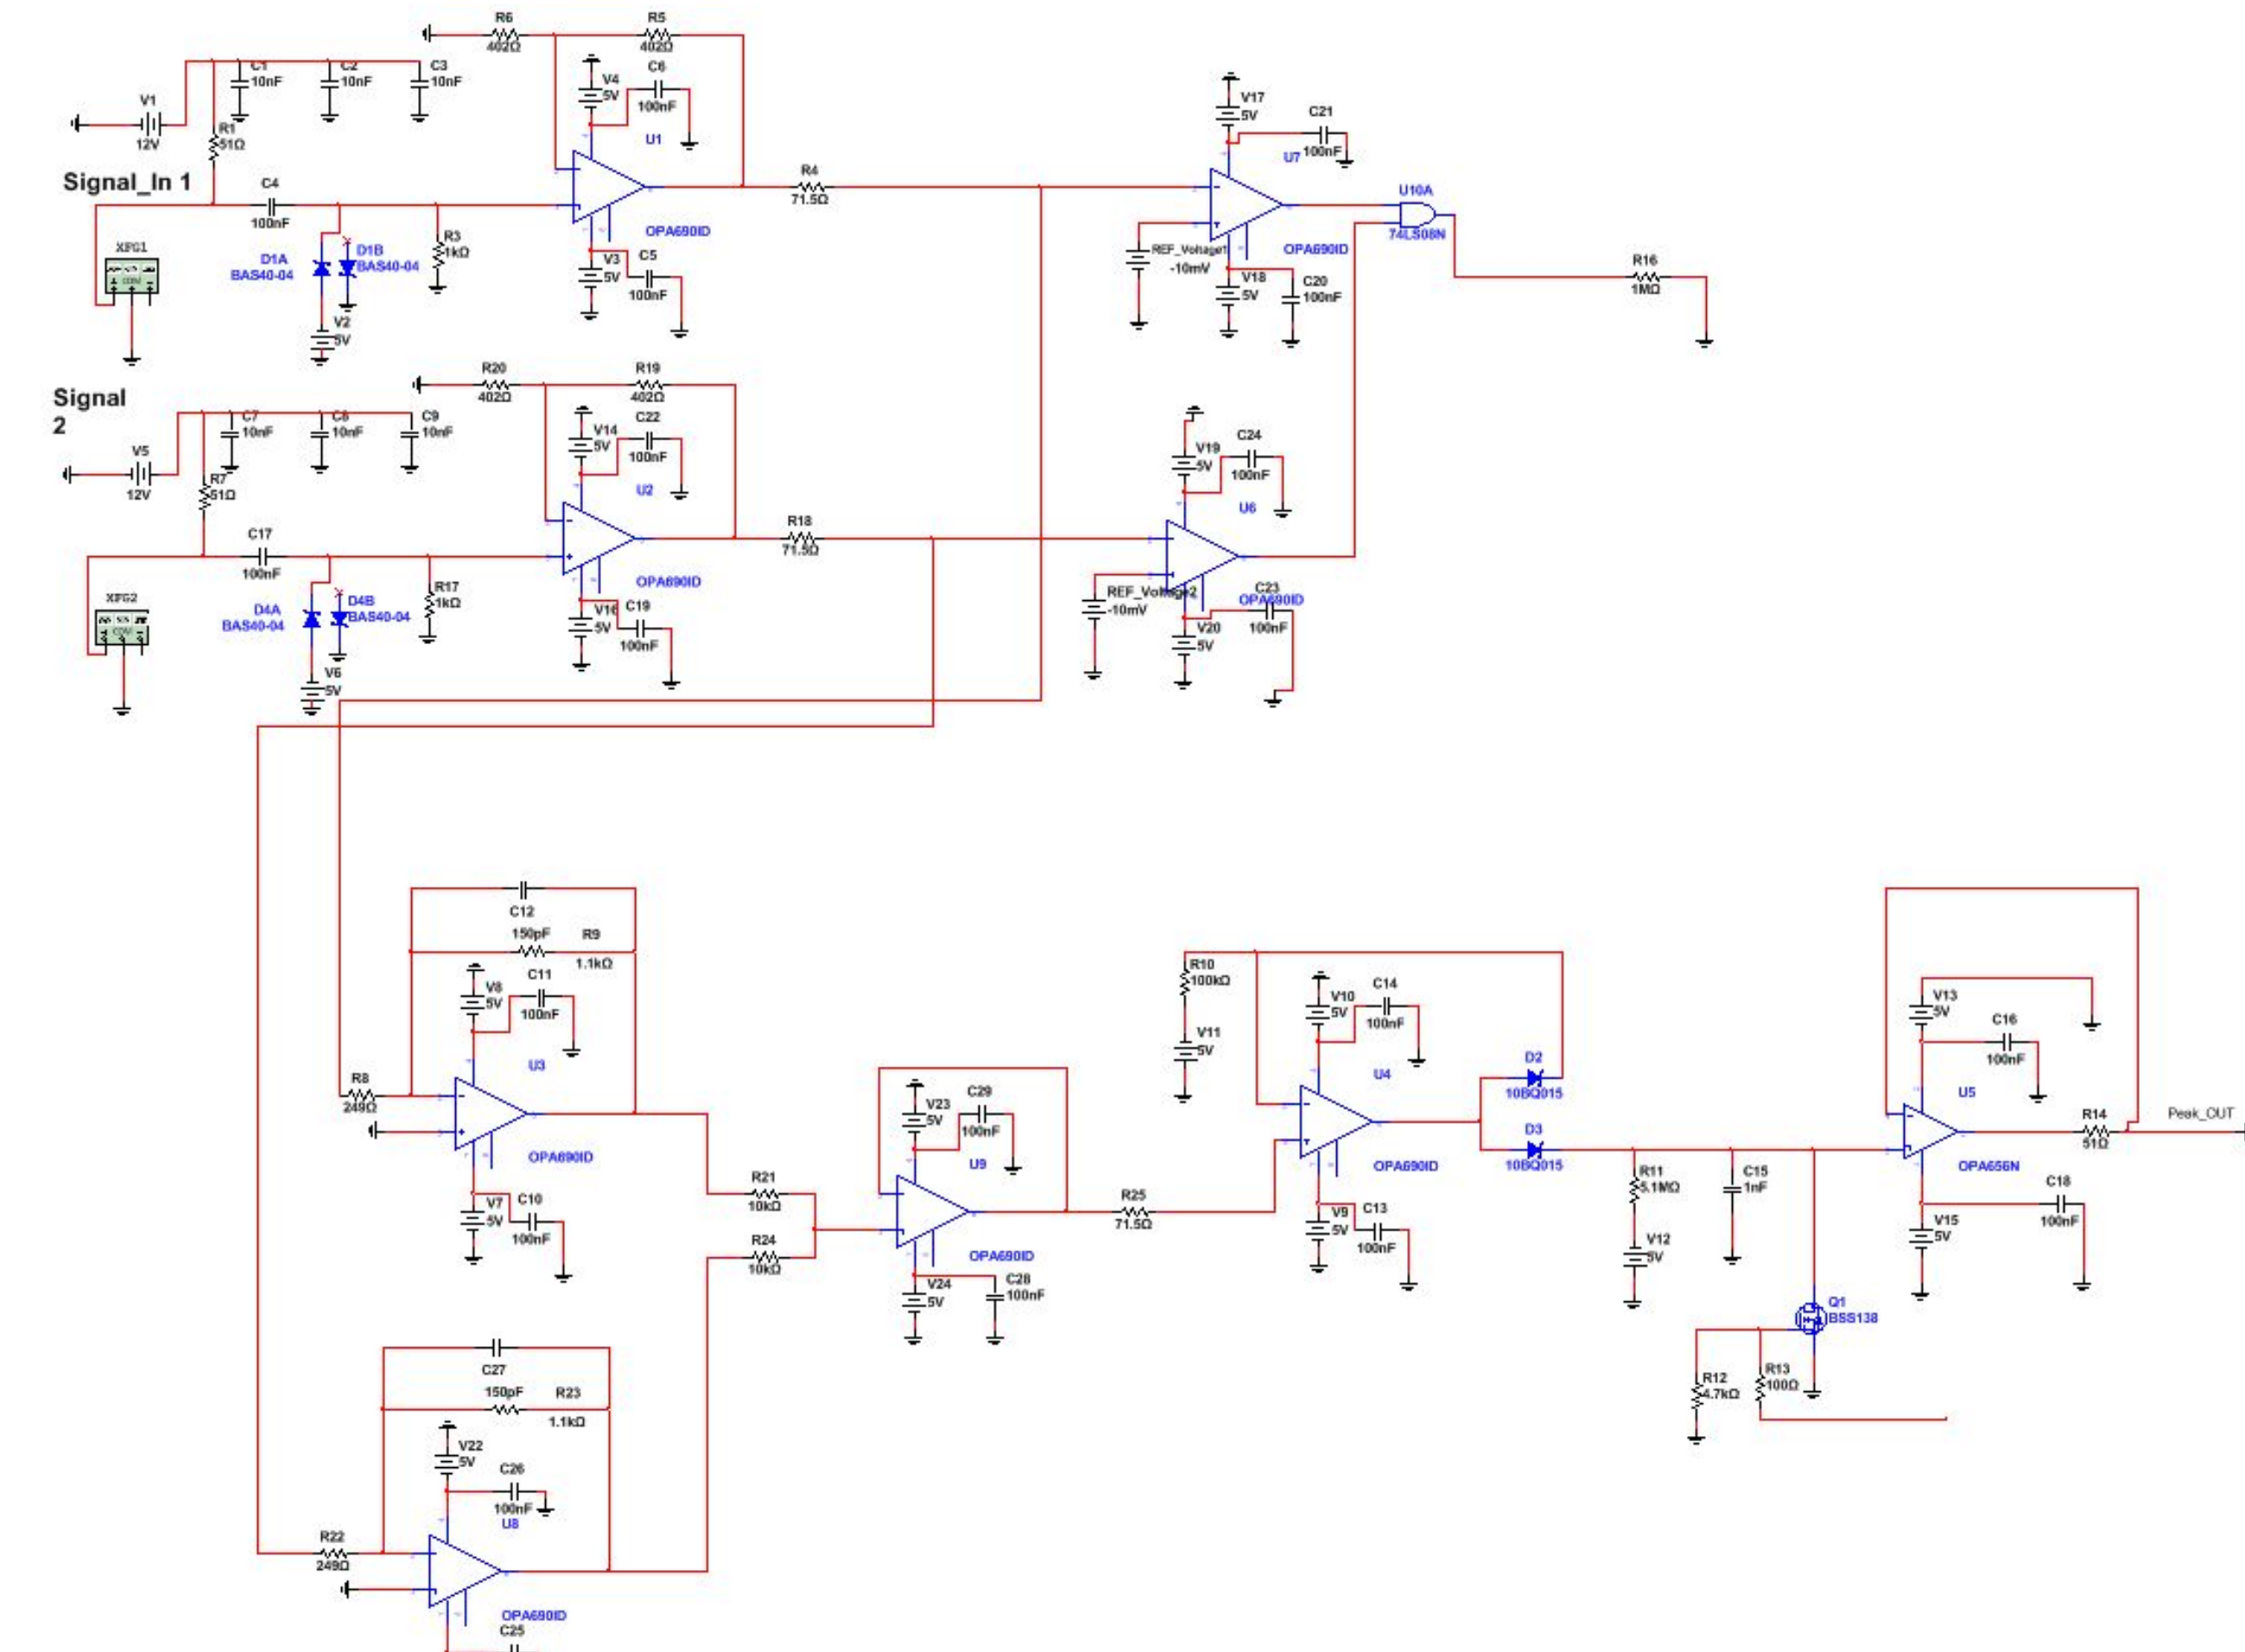 R6
402Ω
R5
402Ω
C1
10nF
C2
10nF
C3
10nF
V4
5V
C6
100nF
V1
12V
R1
51Ω
U1
Signal_In 1
C4
100nF
R4
71.5Ω
V17
5V
C21
100nF
U7
U10A
74LS08N
XFG1
COM
D1A
BAS40-04
D1B
BAS40-04
R3
1kΩ
OPA690ID
V3
5V
C5
100nF
REF_Voltage1
-10mV
OPA690ID
V18
5V
C20
100nF
R16
1MΩ
V2
5V
R20
402Ω
R19
402Ω
Signal
2
C7
10nF
C8
10nF
C9
10nF
V14
5V
C22
100nF
V19
5V
C24
100nF
V5
12V
R7
51Ω
U2
U6
C17
100nF
R18
71.5Ω
XFG2
COM
D4A
BAS40-04
D4B
BAS40-04
R17
1kΩ
OPA690ID
V16
5V
C19
100nF
REF_Voltage2
-10mV
C23
OPA690ID
100nF
V20
5V
V6
5V
C12
150pF
R9
1.1kΩ
V8
5V
C11
100nF
R10
100kΩ
V10
5V
C14
100nF
V13
5V
C16
100nF
V11
5V
U3
R8
249Ω
V23
5V
C29
100nF
U4
D2
10BQ015
U5
R14
51Ω
Peak_OUT
OPA690ID
U9
D3
10BQ015
OPA690ID
OPA656N
V7
5V
C10
100nF
R21
10kΩ
R25
71.5Ω
V9
5V
C13
100nF
R11
5.1MΩ
C15
1nF
C18
100nF
V15
5V
R24
10kΩ
OPA690ID
V12
5V
V24
5V
C28
100nF
Q1
BSS138
C27
150pF
R23
1.1kΩ
R12
4.7kΩ
R13
100Ω
V22
5V
C26
100nF
U8
R22
249Ω
OPA690ID
C25